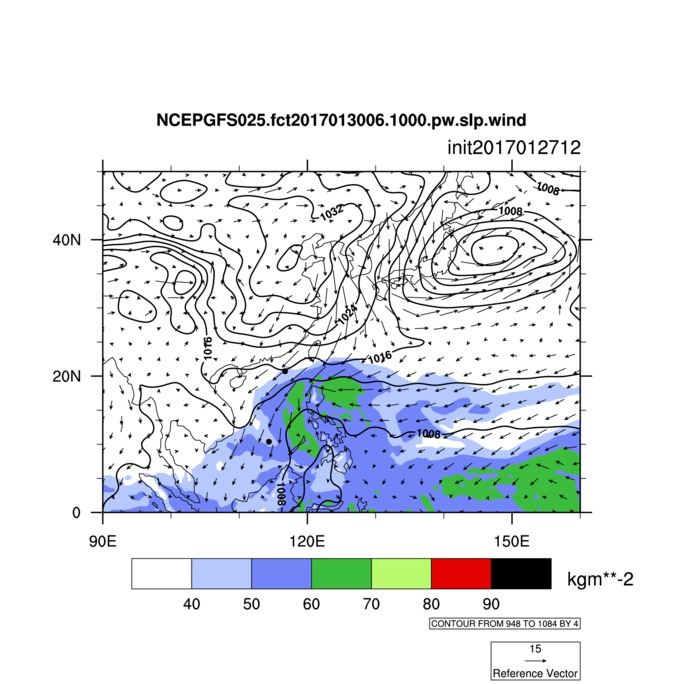 NCEPGFS025.fct2017013006.1000.pw.slp.wind
init2017012712
1008
1032
1008
40N
1024
1016
1016
20N
1008
1008
0
90E 120E 150E
40 50 60 70 80 90
kgm**-2
CONTOUR FROM 948 TO 1084 BY 4
15
Reference Vector